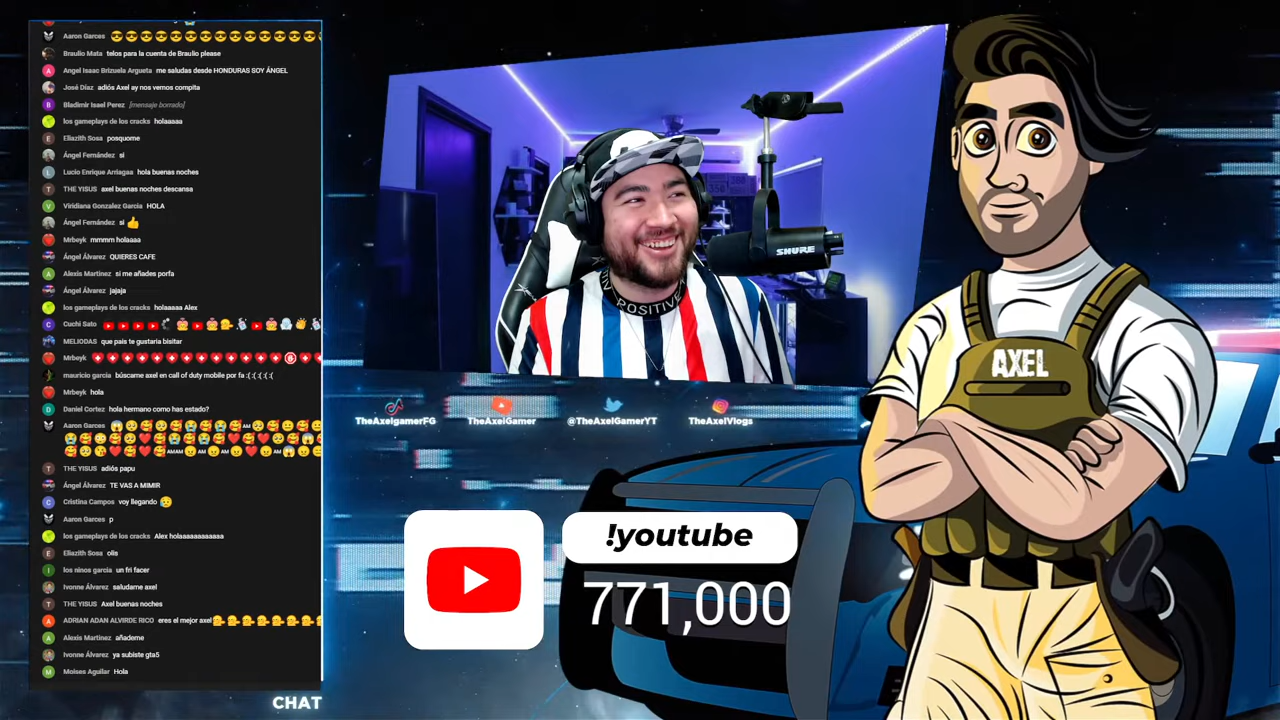 Aaron Garces
Braulio Mata telos para la cuenta de Braulio please
Angel Isaac Brizuela Argueta me saludas desde HONDURAS SOY ÁNGEL
José Díaz adiós Axel ay nos vemos compita
Bladimir Isael Perez [mensaje borrado]
los gameplays de los cracks holaaaaa
Eliazith Sosa posquome
Ángel Fernández si
Lucio Enrique Arriagaa hola buenas noches
THE YISUS axel buenas noches descansa
Viridiana Gonzalez Garcia HOLA
Ángel Fernández si 👍
Mrbeyk mmmm holaaaa
Ángel Álvarez QUIERES CAFE
Alexis Martinez si me añades porfa
Ángel Álvarez jajaja
los gameplays de los cracks holaaaaa Alex
Cuchi Sato
MELIODAS que pais te gustaria bisitar
Mrbeyk
mauricio garcia búscame axel en call of duty mobile por fa :(:(:(:(:(
Mrbeyk hola
Daniel Cortez hola hermano como has estado?
Aaron Garces
THE YISUS adiós papu
Ángel Álvarez TE VAS A MIMIR
Cristina Campos voy llegando 😥
Aaron Garces p
los gameplays de los cracks Alex holaaaaaaaaaaa
Eliazith Sosa olis
los ninos garcia un fri facer
Ivonne Álvarez saludame axel
THE YISUS Axel buenas noches
ADRIAN ADAN ALVIRDE RICO eres el mejor axel
Alexis Martinez añademe
Ivonne Álvarez ya subiste gta5
Moises Aguilar Hola
CHAT
SHURE
POSITIVE
TheAxelgamerFG
TheAxelGamer
@TheAxelGamerYT
TheAxelVlogs
AXEL
!youtube
771,000